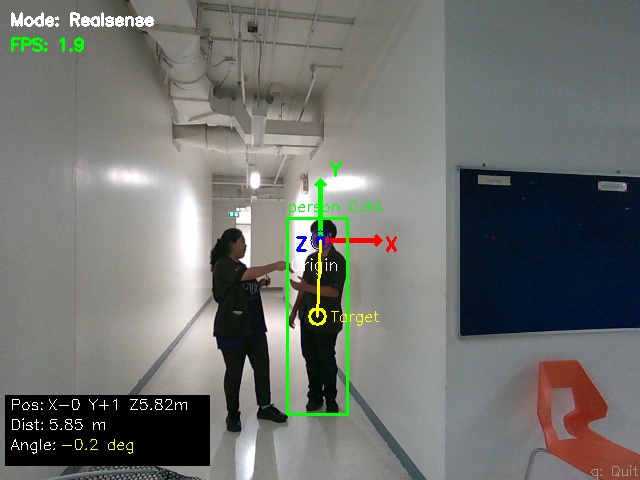 Mode: Realsense
FPS: 1.9
Y
person 0.94
Z
X
Origin
Target
Pos: X-0 Y+1 Z5.82m
Dist: 5.85 m
Angle: -0.2 deg
q: Quit